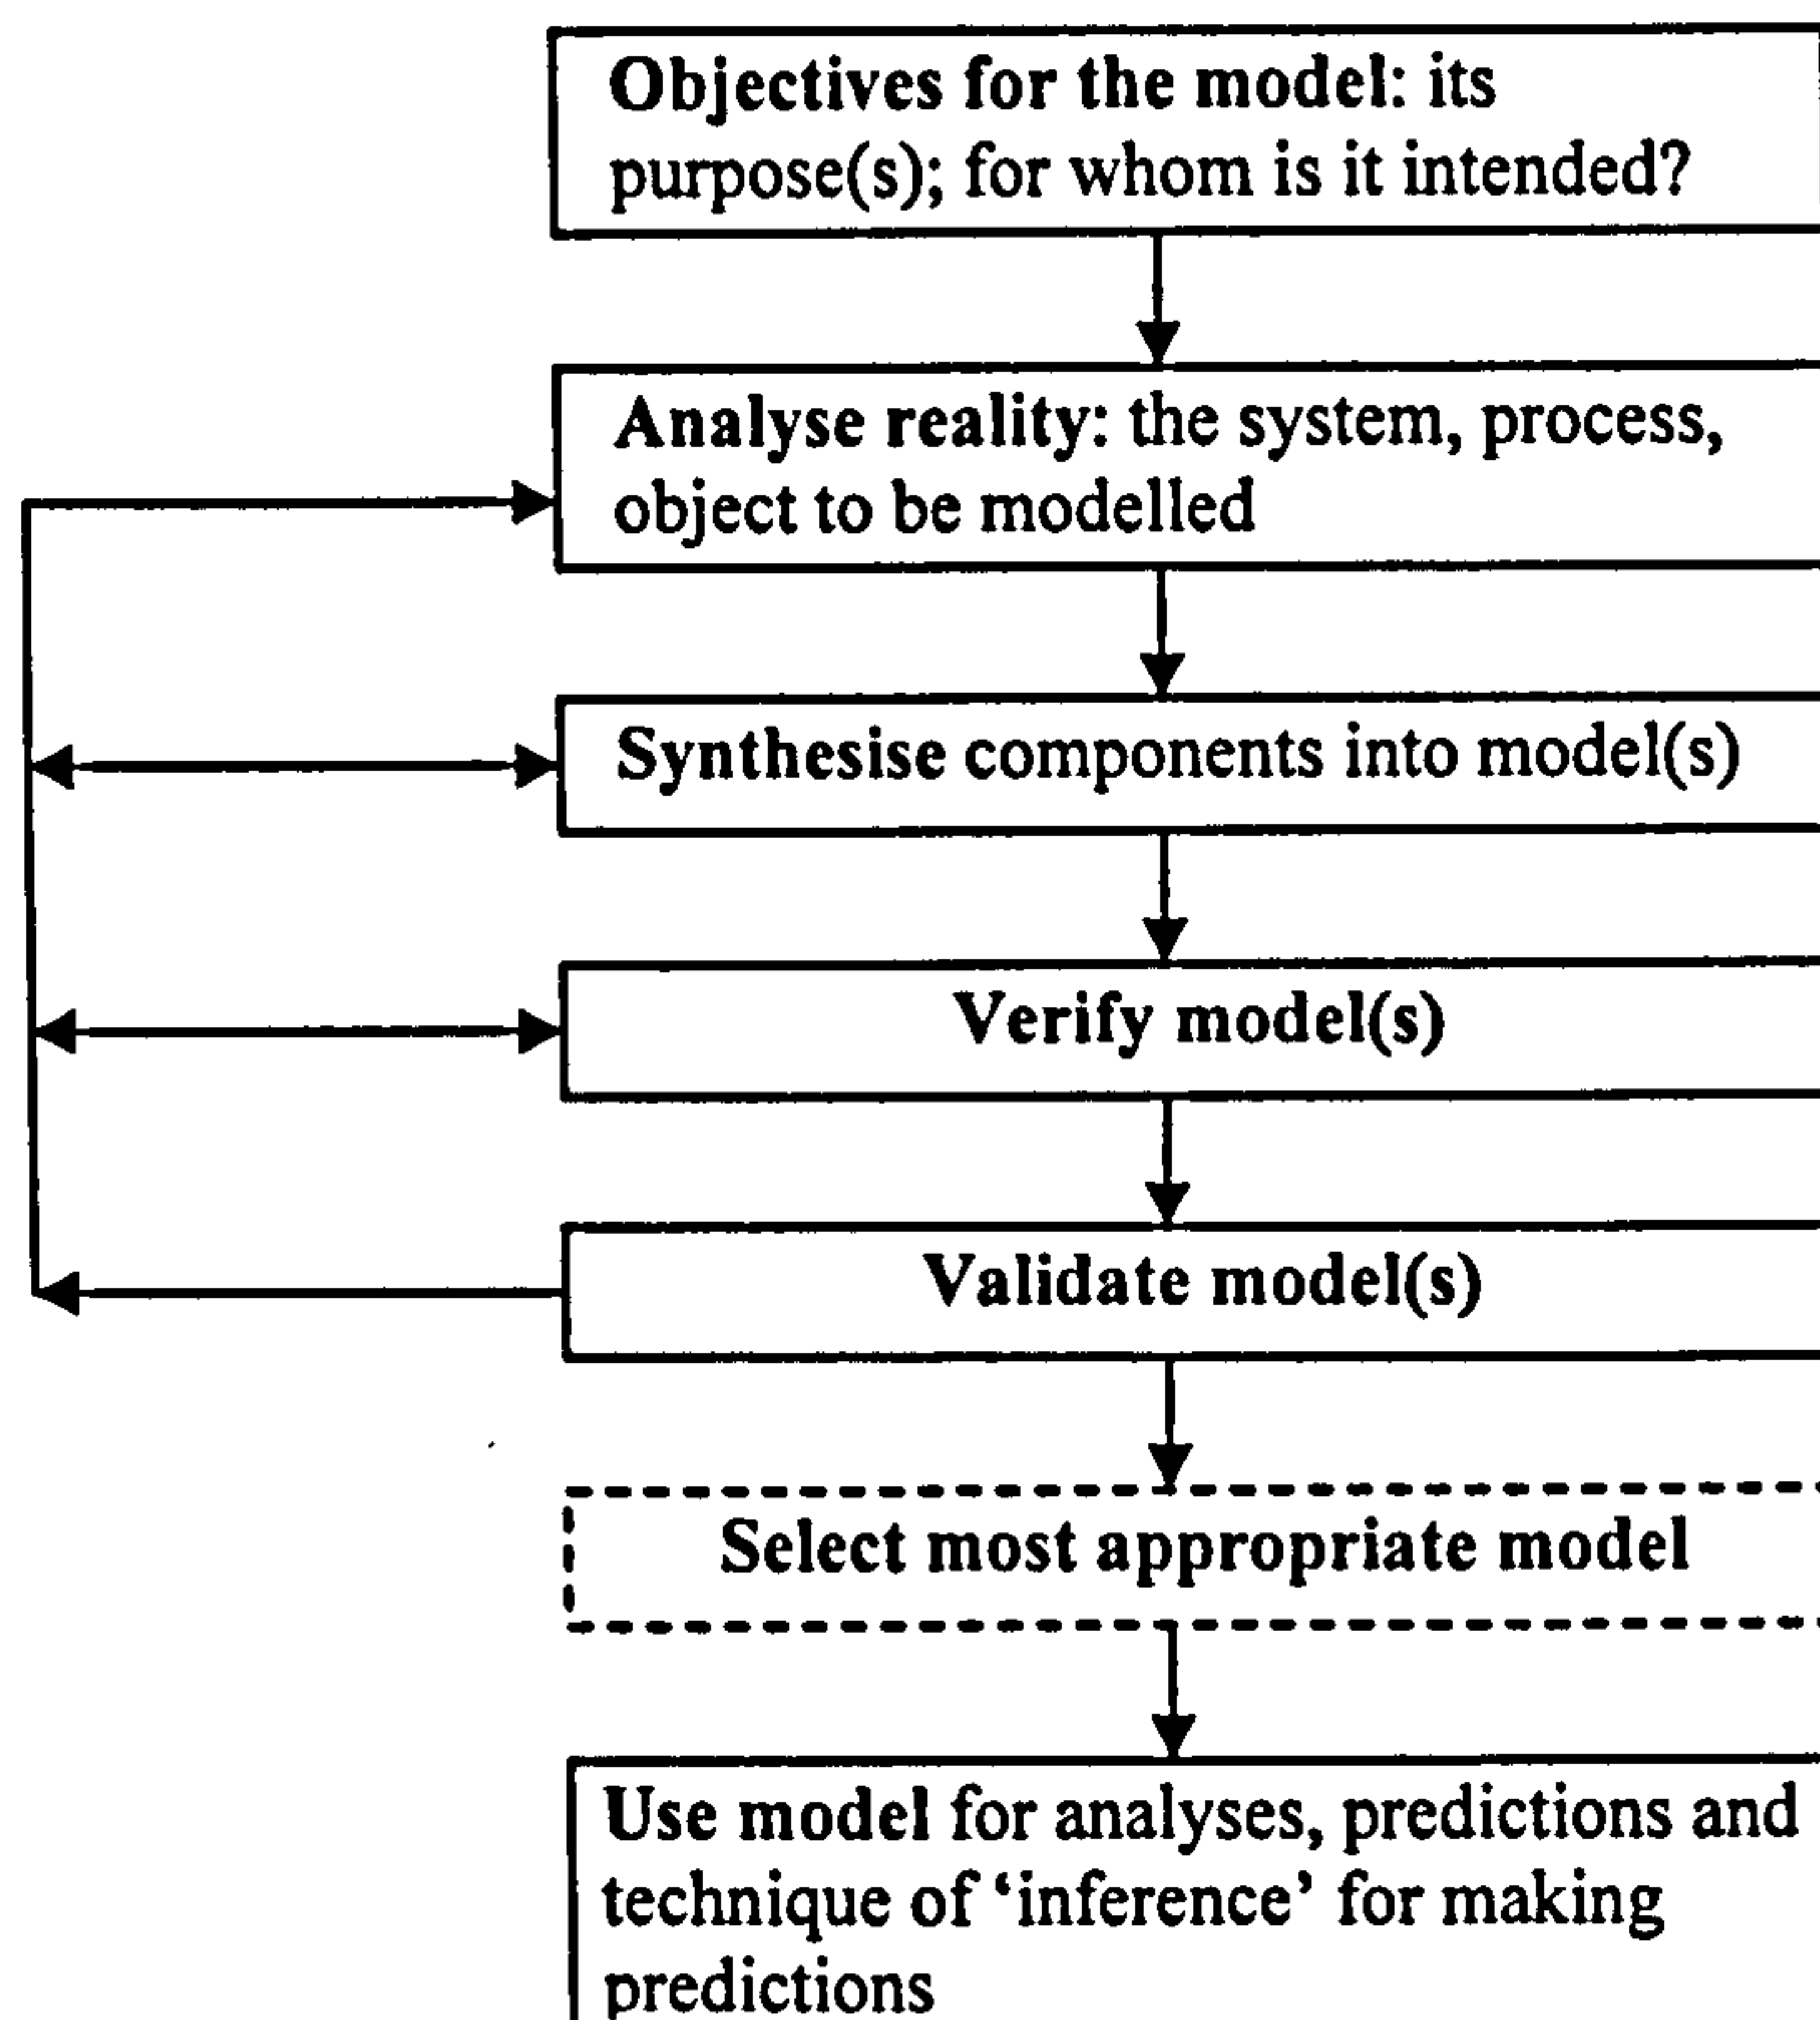 Objectives for the model: its
purpose(s); for whom is it intended?
Analyse reality: the system, process,
object to be modelled
Synthesise components into model(s)
Verify model(s)
Validate model(s)
Select most appropriate model
Use model for analyses, predictions and
technique of ‘inference’ for making
predictions